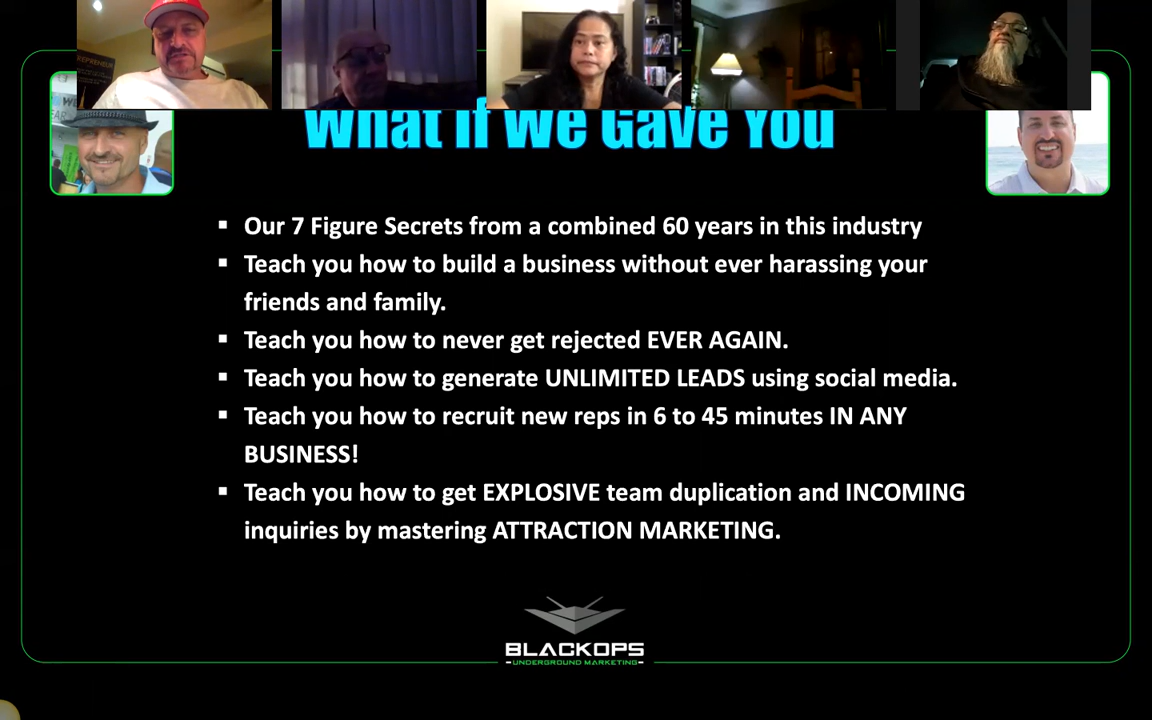 REPRENEUR
What If We Gave You
▪ Our 7 Figure Secrets from a combined 60 years in this industry
▪ Teach you how to build a business without ever harassing your
friends and family.
▪ Teach you how to never get rejected EVER AGAIN.
▪ Teach you how to generate UNLIMITED LEADS using social media.
▪ Teach you how to recruit new reps in 6 to 45 minutes IN ANY
BUSINESS!
▪ Teach you how to get EXPLOSIVE team duplication and INCOMING
inquiries by mastering ATTRACTION MARKETING.
BLACKOPS
UNDERGROUND MARKETING